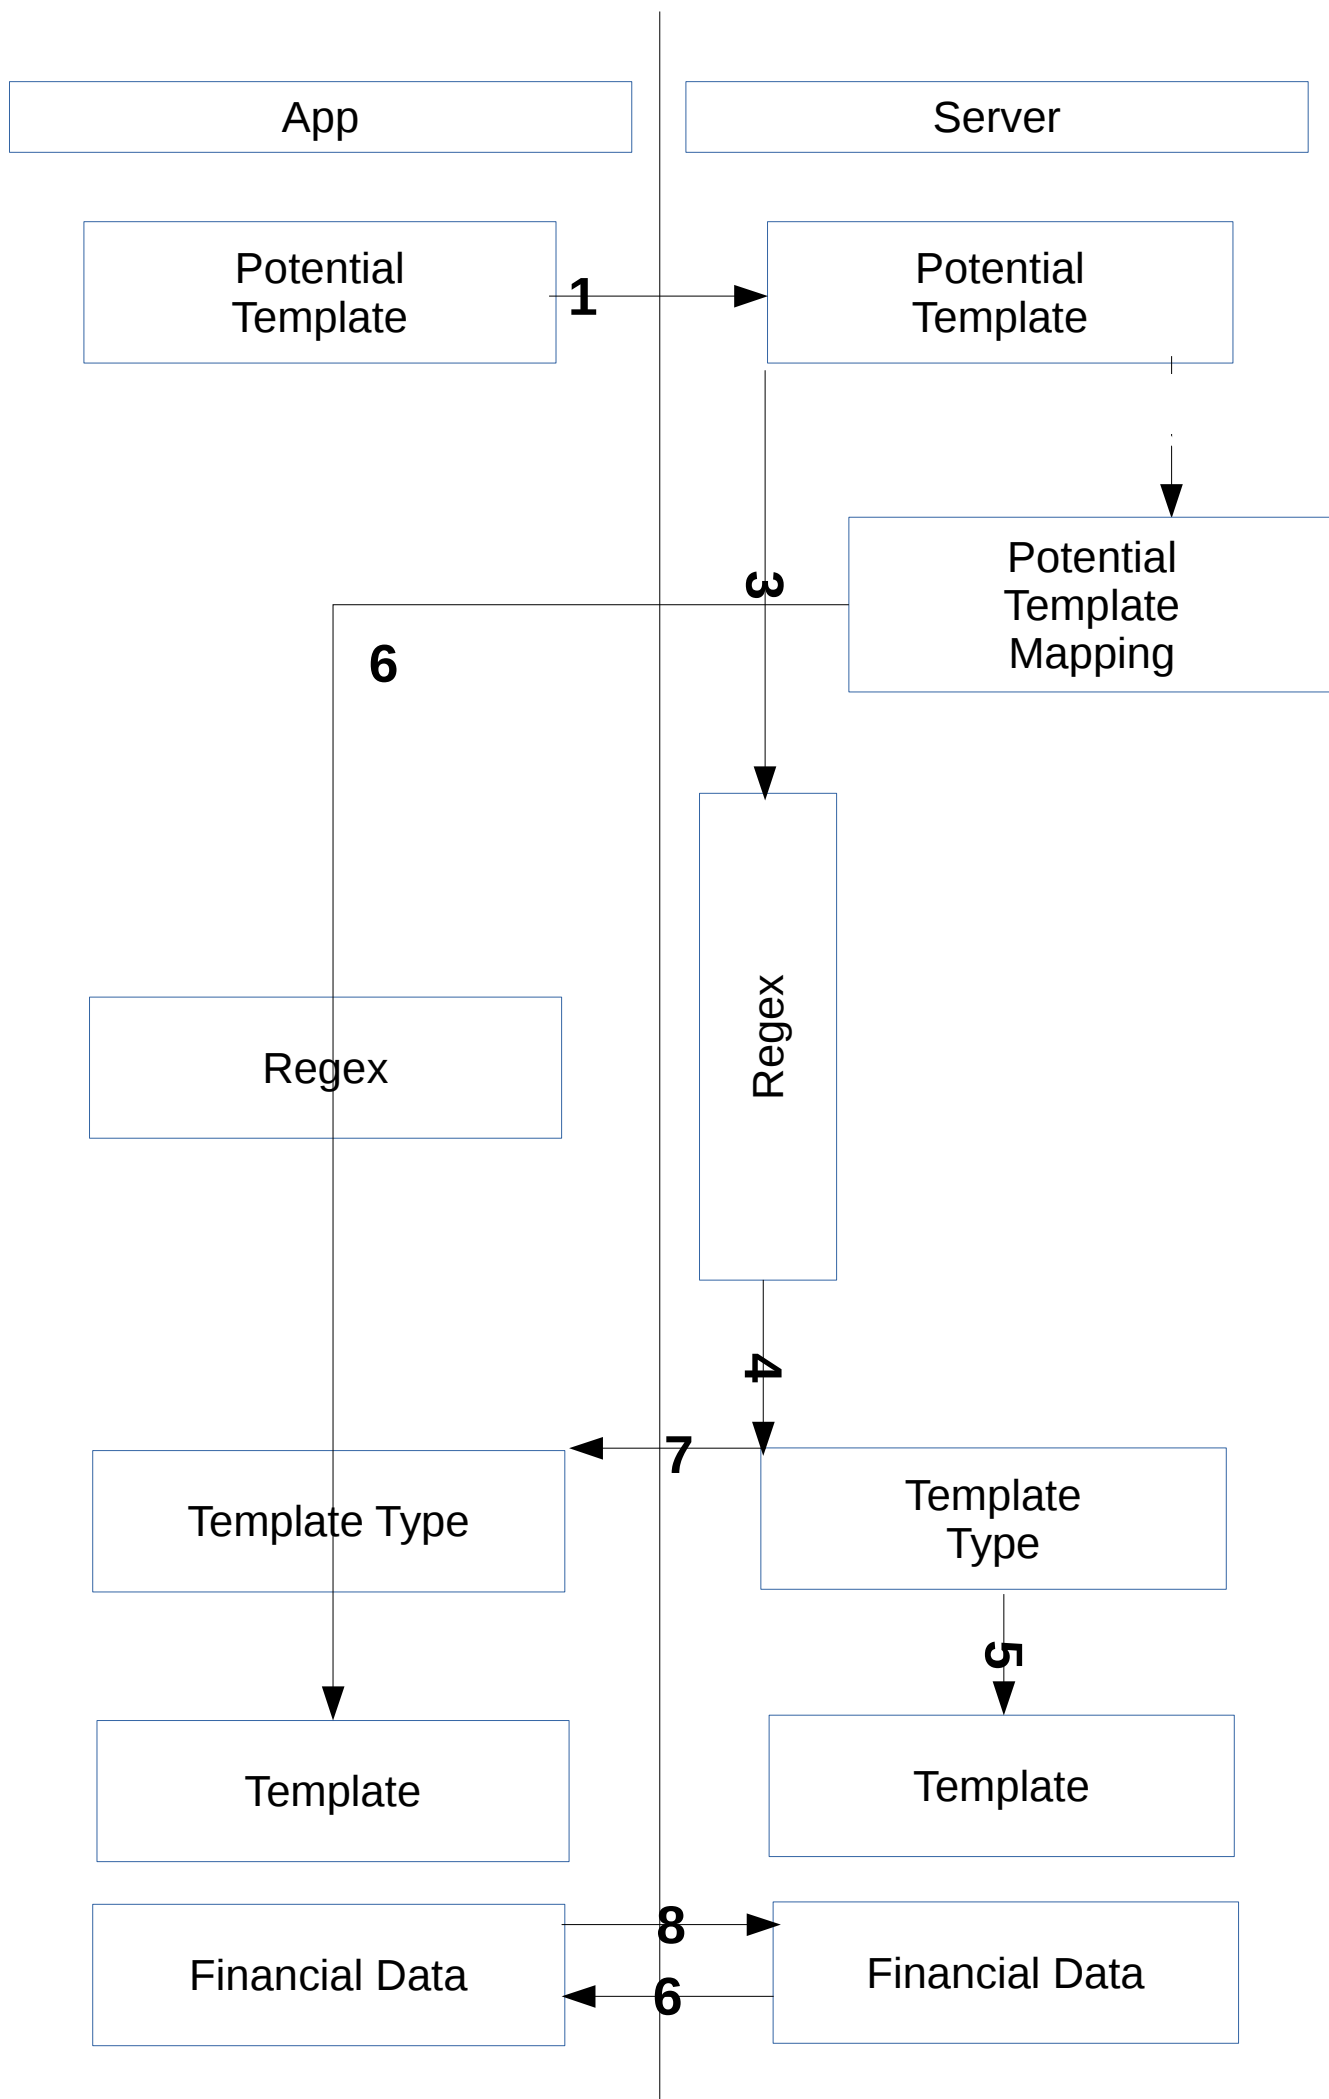 App
Server
Potential
Template
1
Potential
Template
3
Potential
Template
Mapping
6
Regex
Regex
4
7
Template Type
Template
Type
5
Template
Template
8
Financial Data
Financial Data
6